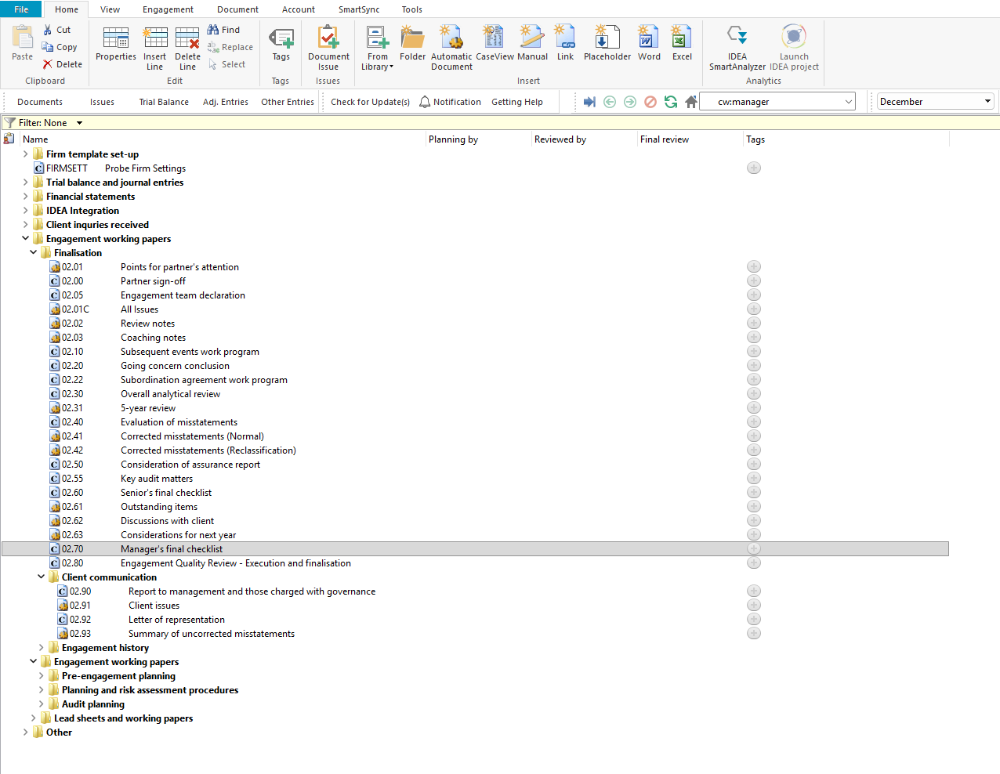 File Home View Engagement Document Account SmartSync Tools
Paste Cut Copy Delete
Clipboard
Properties Insert Line Delete Line Find Replace Select
Edit
Tags
Tags
Document Issue
Issues
From Library Folder Automatic Document CaseView Manual Link Placeholder Word Excel
Insert
IDEA SmartAnalyzer Launch IDEA project
Analytics
Documents Issues Trial Balance Adj. Entries Other Entries Check for Update(s) Notification Getting Help cw:manager December
Filter: None
Name Planning by Reviewed by Final review Tags
Firm template set-up
FIRMSETT Probe Firm Settings
Trial balance and journal entries
Financial statements
IDEA Integration
Client inquries received
Engagement working papers
Finalisation
02.01 Points for partner's attention
02.00 Partner sign-off
02.05 Engagement team declaration
02.01C All Issues
02.02 Review notes
02.03 Coaching notes
02.10 Subsequent events work program
02.20 Going concern conclusion
02.22 Subordination agreement work program
02.30 Overall analytical review
02.31 5-year review
02.40 Evaluation of misstatements
02.41 Corrected misstatements (Normal)
02.42 Corrected misstatements (Reclassification)
02.50 Consideration of assurance report
02.55 Key audit matters
02.60 Senior's final checklist
02.61 Outstanding items
02.62 Discussions with client
02.63 Considerations for next year
02.70 Manager's final checklist
02.80 Engagement Quality Review - Execution and finalisation
Client communication
02.90 Report to management and those charged with governance
02.91 Client issues
02.92 Letter of representation
02.93 Summary of uncorrected misstatements
Engagement history
Engagement working papers
Pre-engagement planning
Planning and risk assessment procedures
Audit planning
Lead sheets and working papers
Other